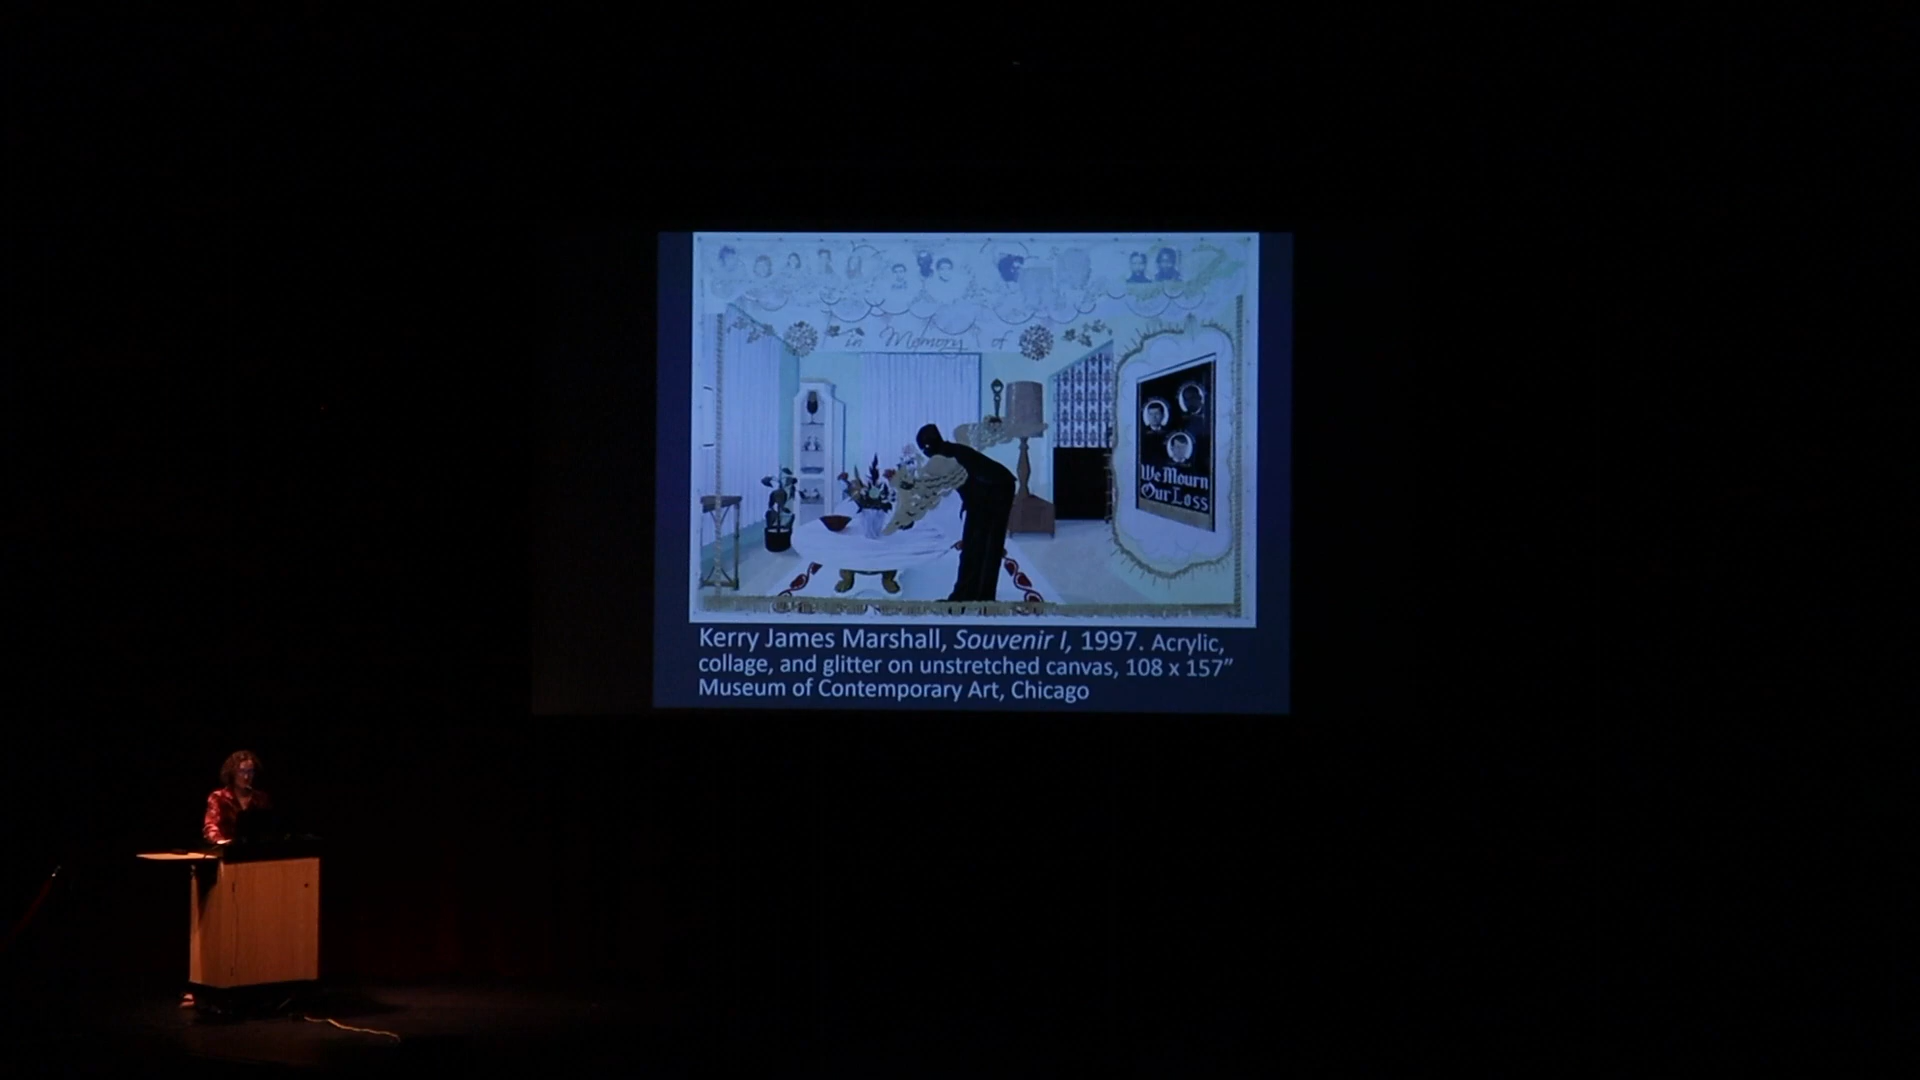 in Memory of
We Mourn
Our Loss
Kerry James Marshall, Souvenir I, 1997. Acrylic,
collage, and glitter on unstretched canvas, 108 x 157”
Museum of Contemporary Art, Chicago